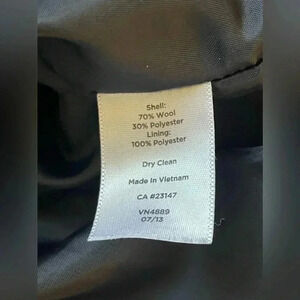 Shell:
70% Wool
30% Polyester
Lining:
100% Polyester
Dry Clean
Made In Vietnam
CA #23147
VN4889
07/13